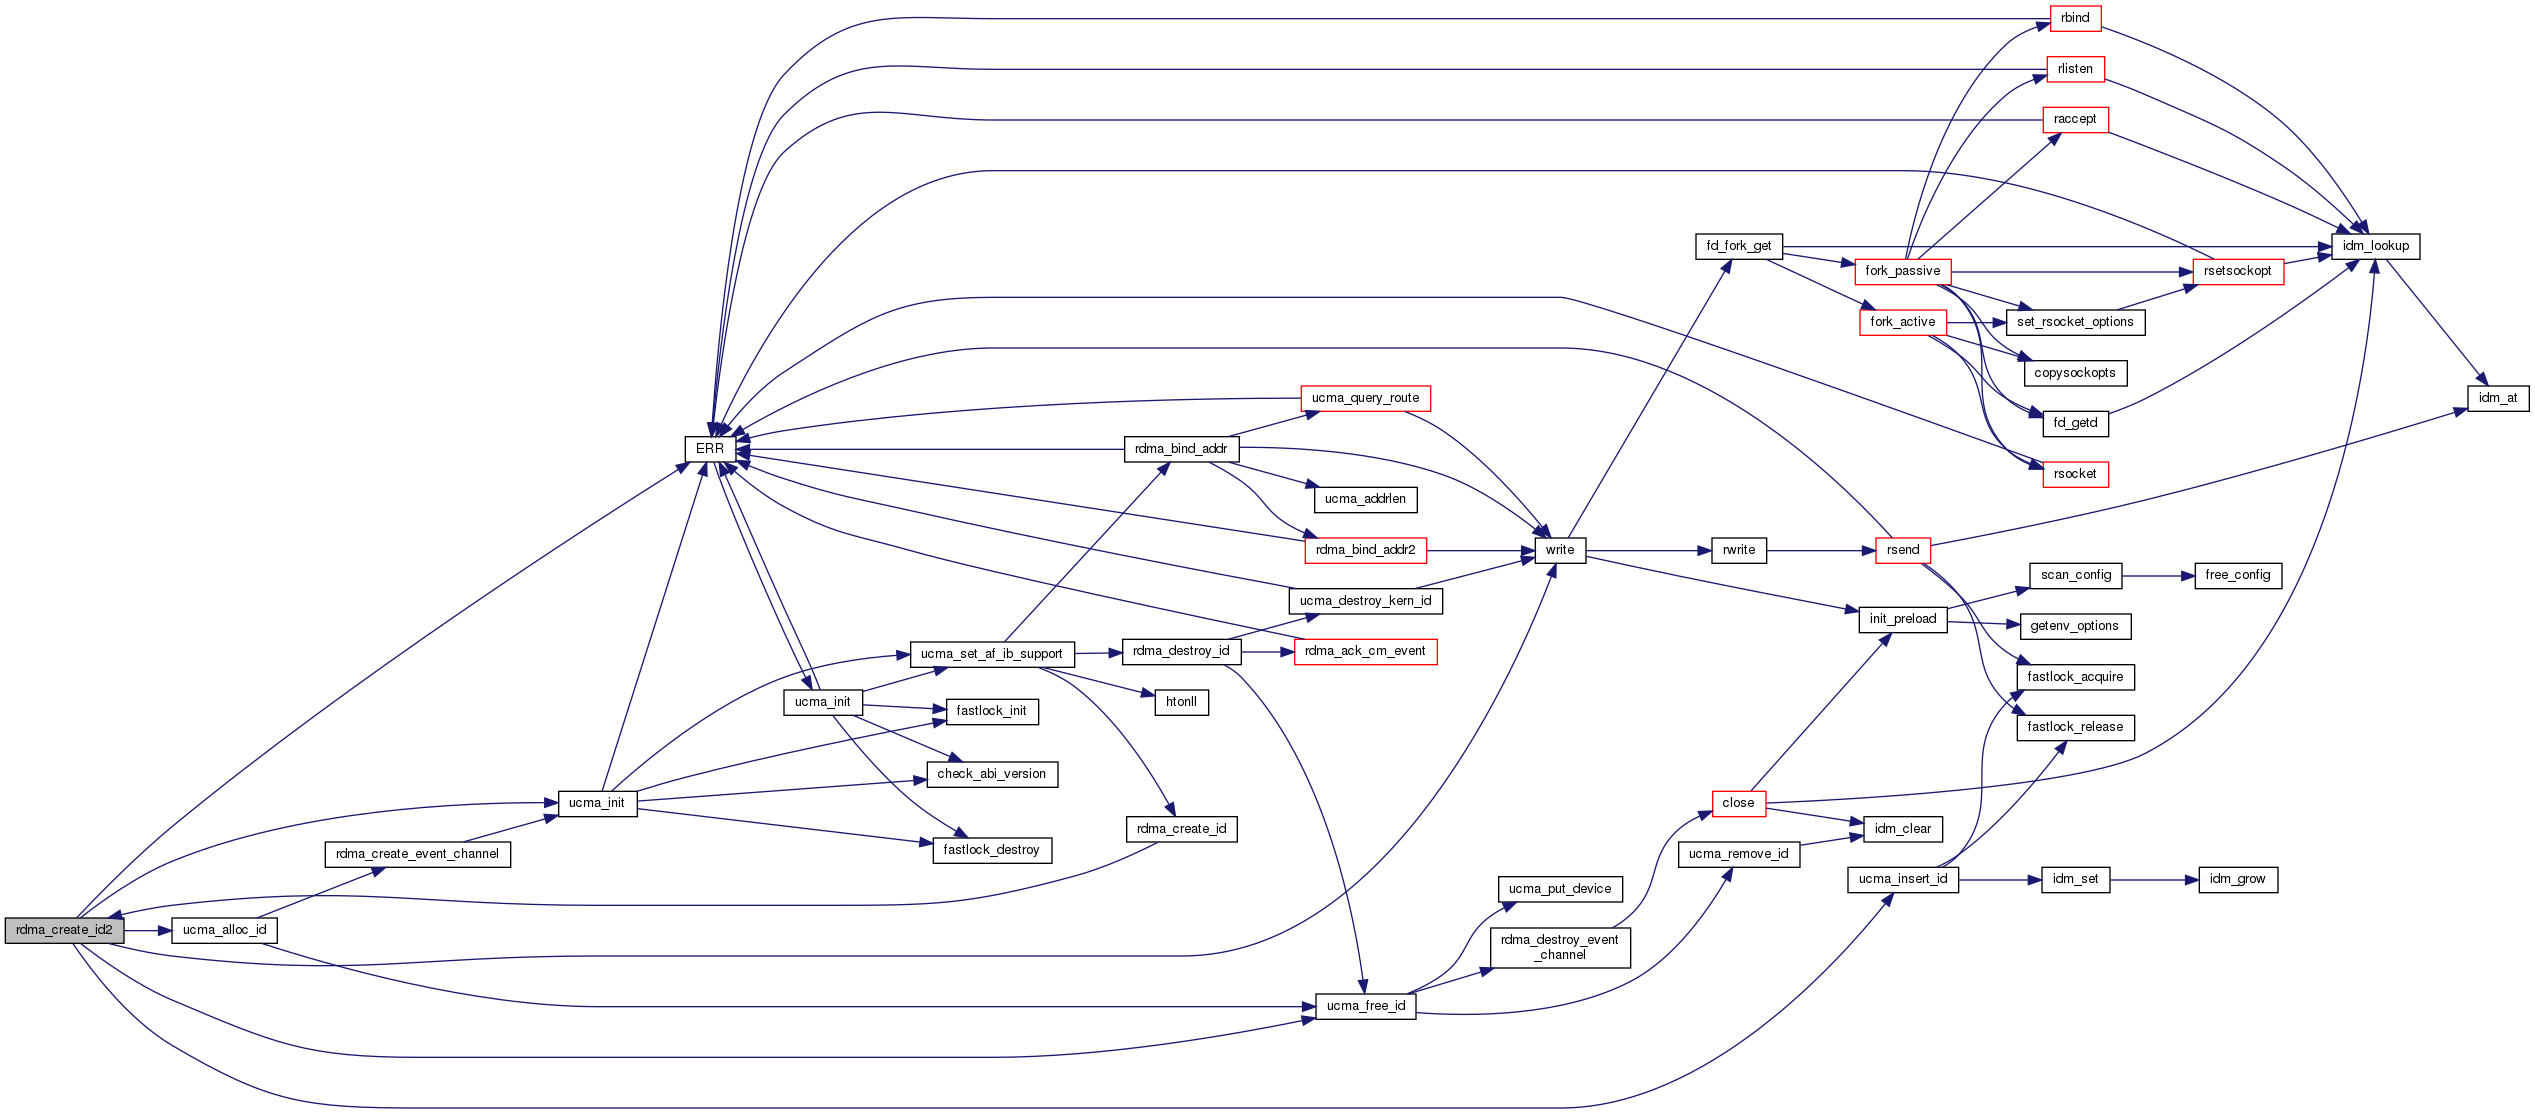 rbind
rlisten
raccept
fd_fork_get
idm_lookup
fork_passive
rsetsockopt
fork_active
set_rsocket_options
copysockopts
ucma_query_route
idm_at
fd_getd
ERR
rdma_bind_addr
rsocket
ucma_addrlen
rdma_bind_addr2
write
rwrite
rsend
scan_config
free_config
ucma_destroy_kern_id
init_preload
getenv_options
ucma_set_af_ib_support
rdma_destroy_id
rdma_ack_cm_event
fastlock_acquire
ucma_init
htonll
fastlock_init
fastlock_release
check_abi_version
ucma_init
close
rdma_create_id
idm_clear
fastlock_destroy
rdma_create_event_channel
ucma_remove_id
ucma_insert_id
idm_set
idm_grow
ucma_put_device
rdma_create_id2
ucma_alloc_id
rdma_destroy_event
_channel
ucma_free_id